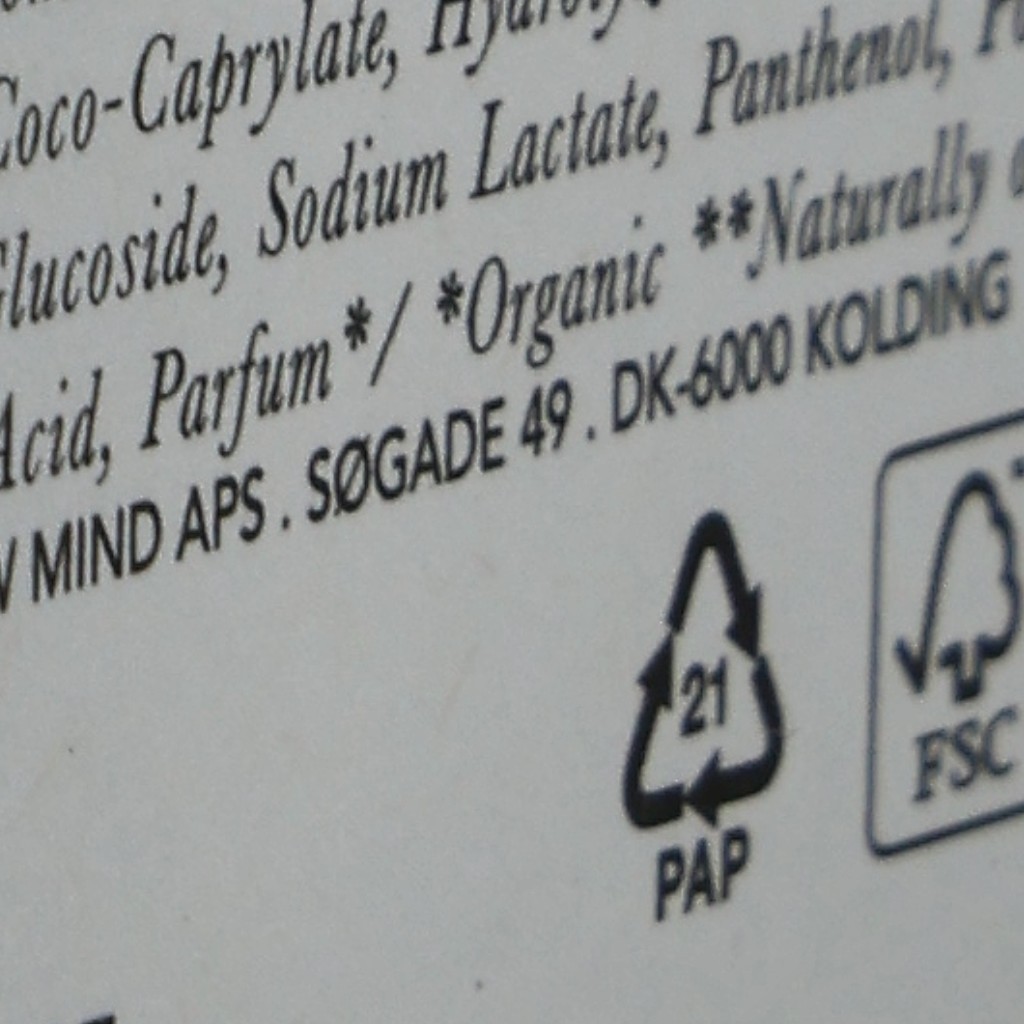 Coco-Caprylate,
Glucoside, Sodium Lactate, Panthenol,
Acid, Parfum*/ *Organic **Naturally
MIND APS . SØGADE 49 . DK-6000 KOLDING
21
PAP
FSC